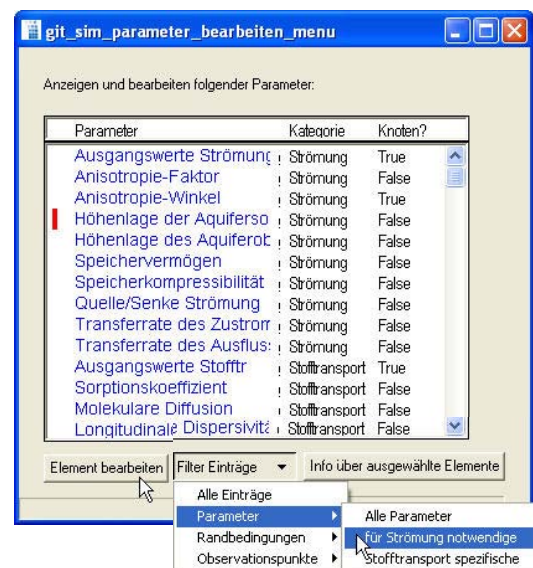 git_sim_parameter_bearbeiten_menu
Anzeigen und bearbeiten folgender Parameter:
Parameter Kategorie Knoten?
Ausgangswerte Strömung Strömung True
Anisotropie-Faktor Strömung False
Anisotropie-Winkel Strömung True
Höhenlage der Aquiferso Strömung False
Höhenlage des Aquiferob Strömung False
Speichervermögen Strömung False
Speicherkompressibilität Strömung False
Quelle/Senke Strömung Strömung False
Transferrate des Zustrom Strömung False
Transferrate des Ausflus: Strömung False
Ausgangswerte Stofftr Stofftransport True
Sorptionskoeffizient Stofftransport False
Molekulare Diffusion Stofftransport False
Longitudinale Dispersivitä Stofftransport False
Element bearbeiten Filter Einträge Info über ausgewählte Elemente
Alle Einträge
Parameter Alle Parameter
Randbedingungen für Strömung notwendige
Observationspunkte Stofftransport spezifische